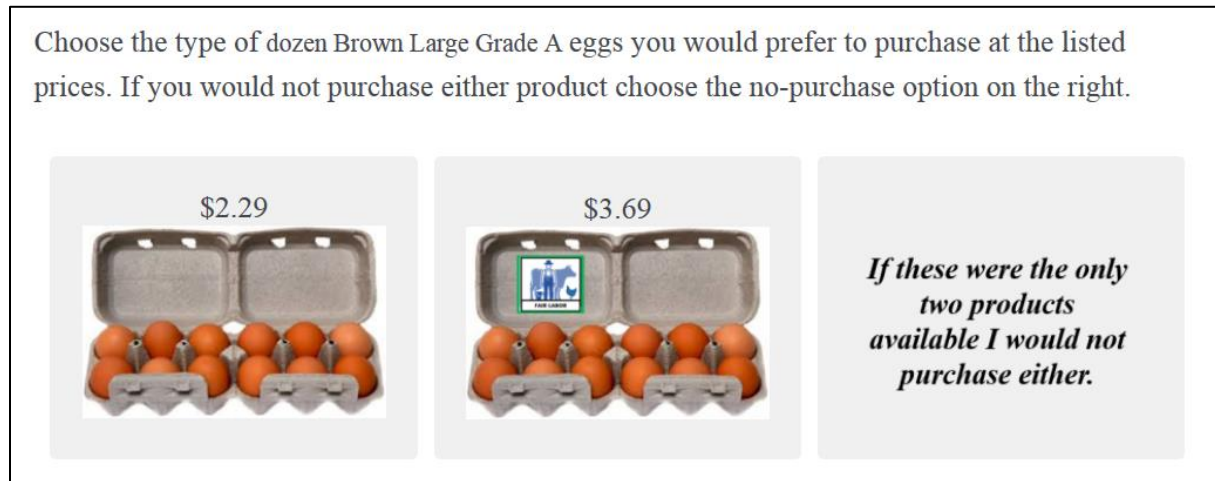 Choose the type of dozen Brown Large Grade A eggs you would prefer to purchase at the listed
prices. If you would not purchase either product choose the no-purchase option on the right.
$2.29
$3.69
FAIR LABOR
If these were the only
two products
available I would not
purchase either.